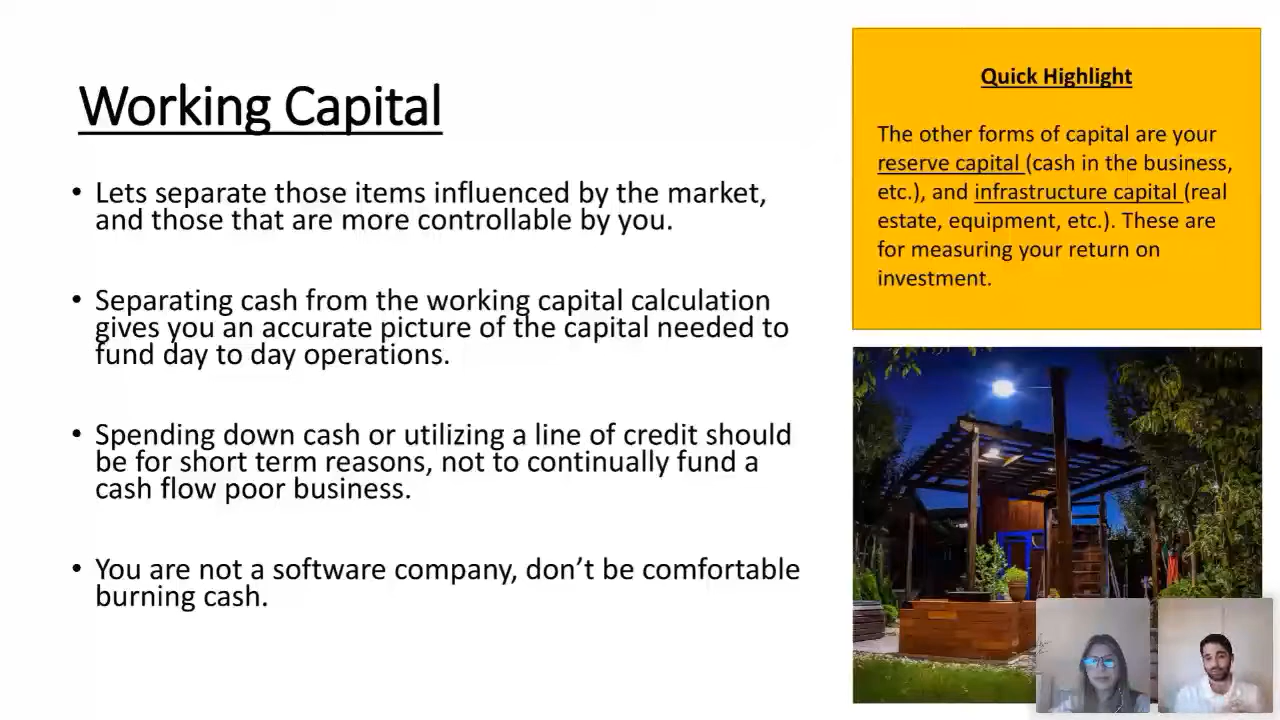 Working Capital
• Lets separate those items influenced by the market,
and those that are more controllable by you.
• Separating cash from the working capital calculation
gives you an accurate picture of the capital needed to
fund day to day operations.
• Spending down cash or utilizing a line of credit should
be for short term reasons, not to continually fund a
cash flow poor business.
• You are not a software company, don’t be comfortable
burning cash.
Quick Highlight
The other forms of capital are your
reserve capital (cash in the business,
etc.), and infrastructure capital (real
estate, equipment, etc.). These are
for measuring your return on
investment.